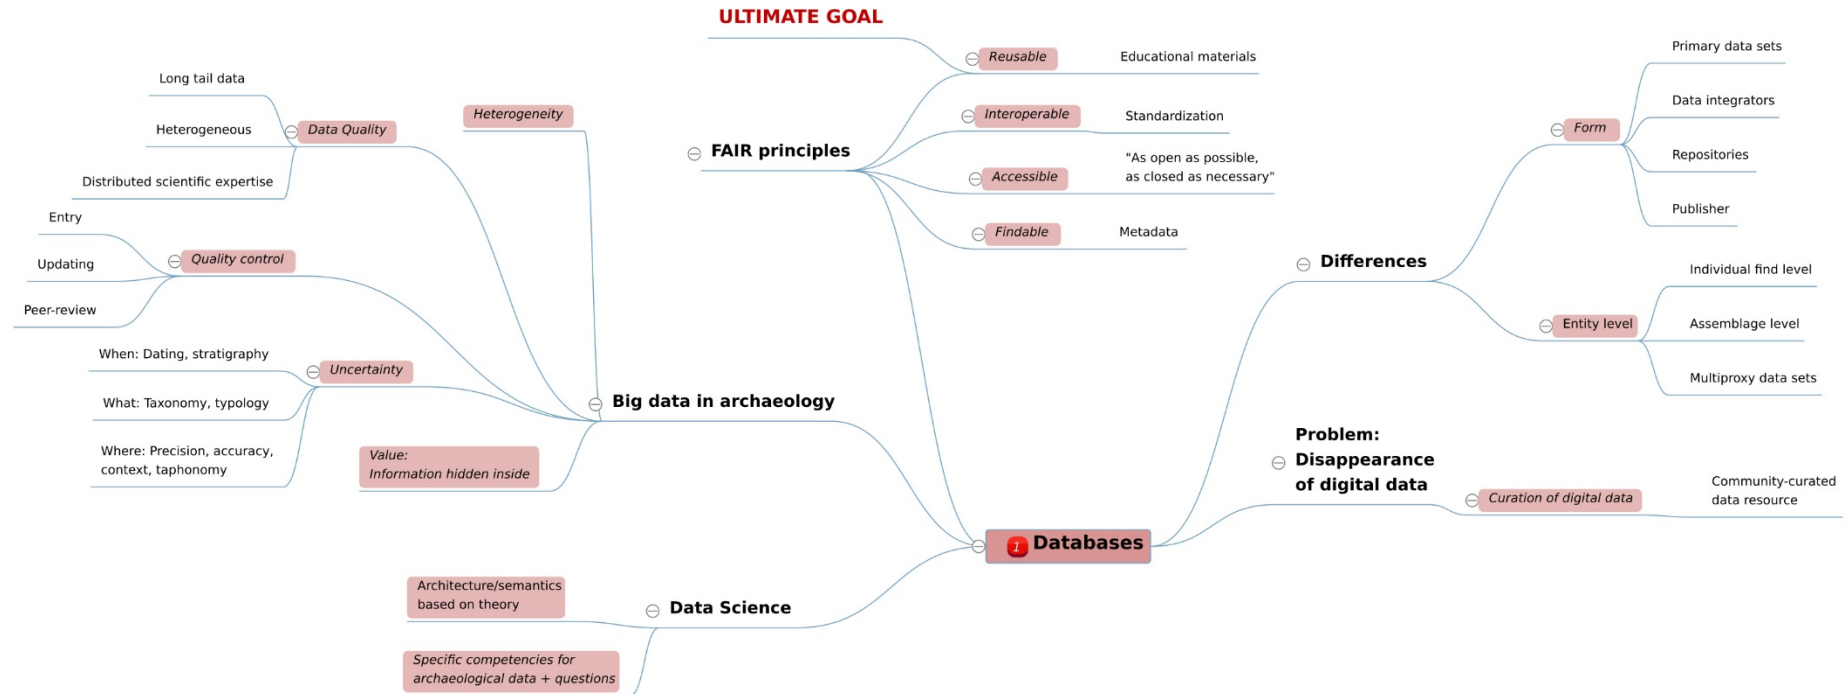 ULTIMATE GOAL
Reusable
Educational materials
Interoperable
Standardization
FAIR principles
"As open as possible,
as closed as necessary"
Accessible
Findable
Metadata
Long tail data
Heterogeneous
Data Quality
Distributed scientific expertise
Heterogeneity
Entry
Updating
Quality control
Peer-review
When: Dating, stratigraphy
Uncertainty
What: Taxonomy, typology
Where: Precision, accuracy,
context, taphonomy
Big data in archaeology
Value:
Information hidden inside
Primary data sets
Data integrators
Form
Repositories
Publisher
Differences
Individual find level
Entity level
Assemblage level
Multiproxy data sets
Problem:
Disappearance
of digital data
Curation of digital data
Community-curated
data resource
1 Databases
Architecture/semantics
based on theory
Data Science
Specific competencies for
archaeological data + questions